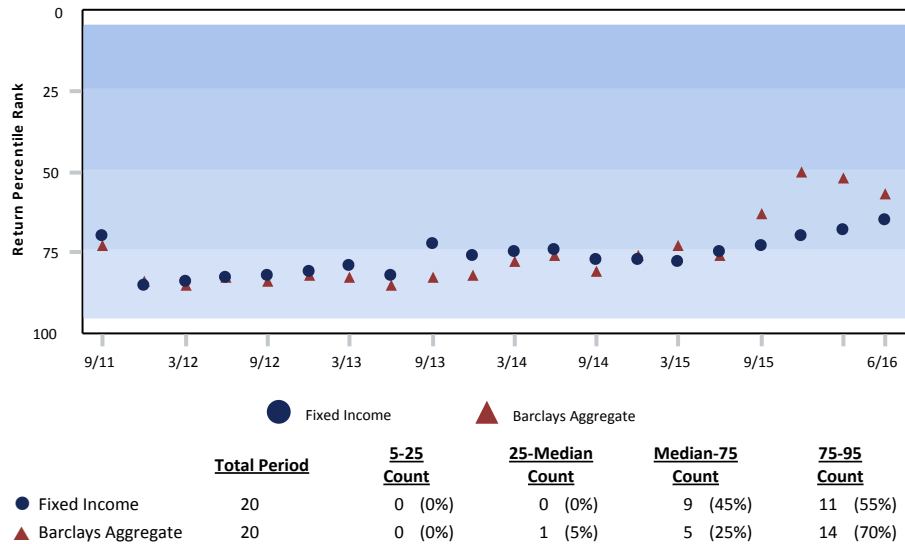 0
25
50
75
100
Return Percentile Rank
9/11 3/12 9/12 3/13 9/13 3/14 9/14 3/15 9/15 6/16
Fixed Income Barclays Aggregate
Total Period 5-25 Count 25-Median Count Median-75 Count 75-95 Count
Fixed Income 20 0 (0%) 0 (0%) 9 (45%) 11 (55%)
Barclays Aggregate 20 0 (0%) 1 (5%) 5 (25%) 14 (70%)